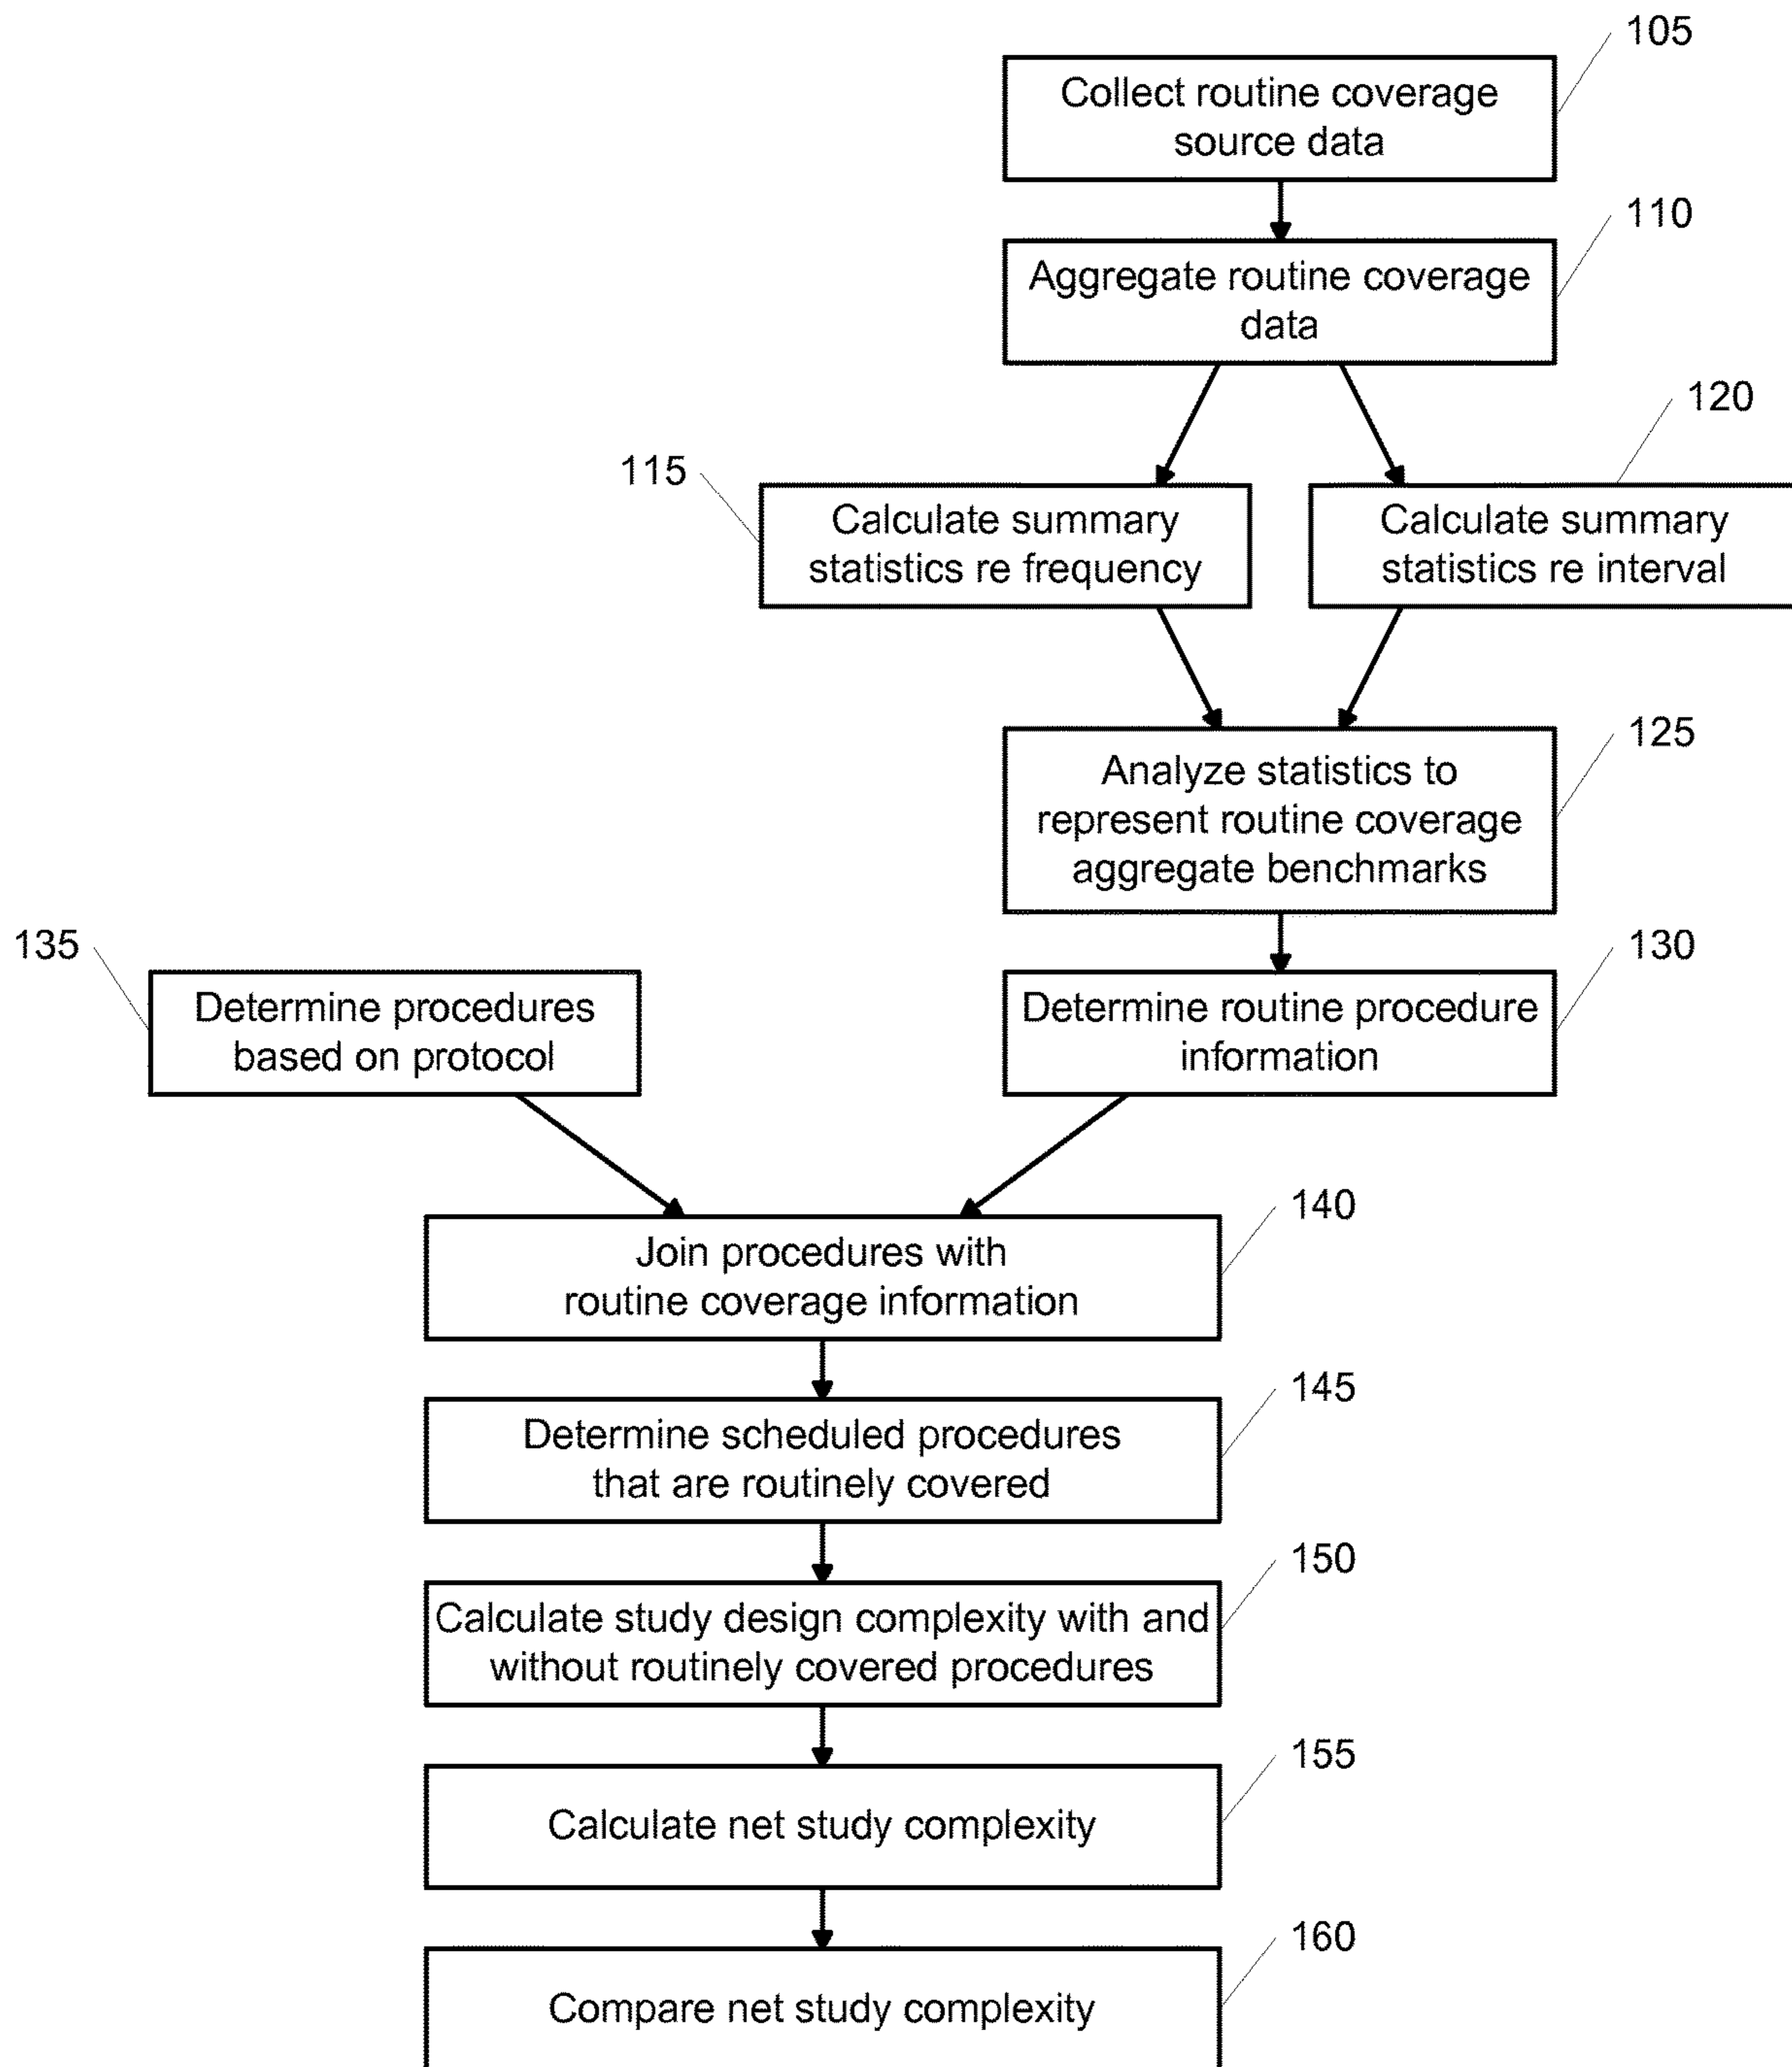 105
Collect routine coverage
source data
110
Aggregate routine coverage
data
120
115
Calculate summary
statistics re frequency
Calculate summary
statistics re interval
125
Analyze statistics to
represent routine coverage
aggregate benchmarks
135
130
Determine procedures
based on protocol
Determine routine procedure
information
140
Join procedures with
routine coverage information
145
Determine scheduled procedures
that are routinely covered
150
Calculate study design complexity with and
without routinely covered procedures
155
Calculate net study complexity
160
Compare net study complexity